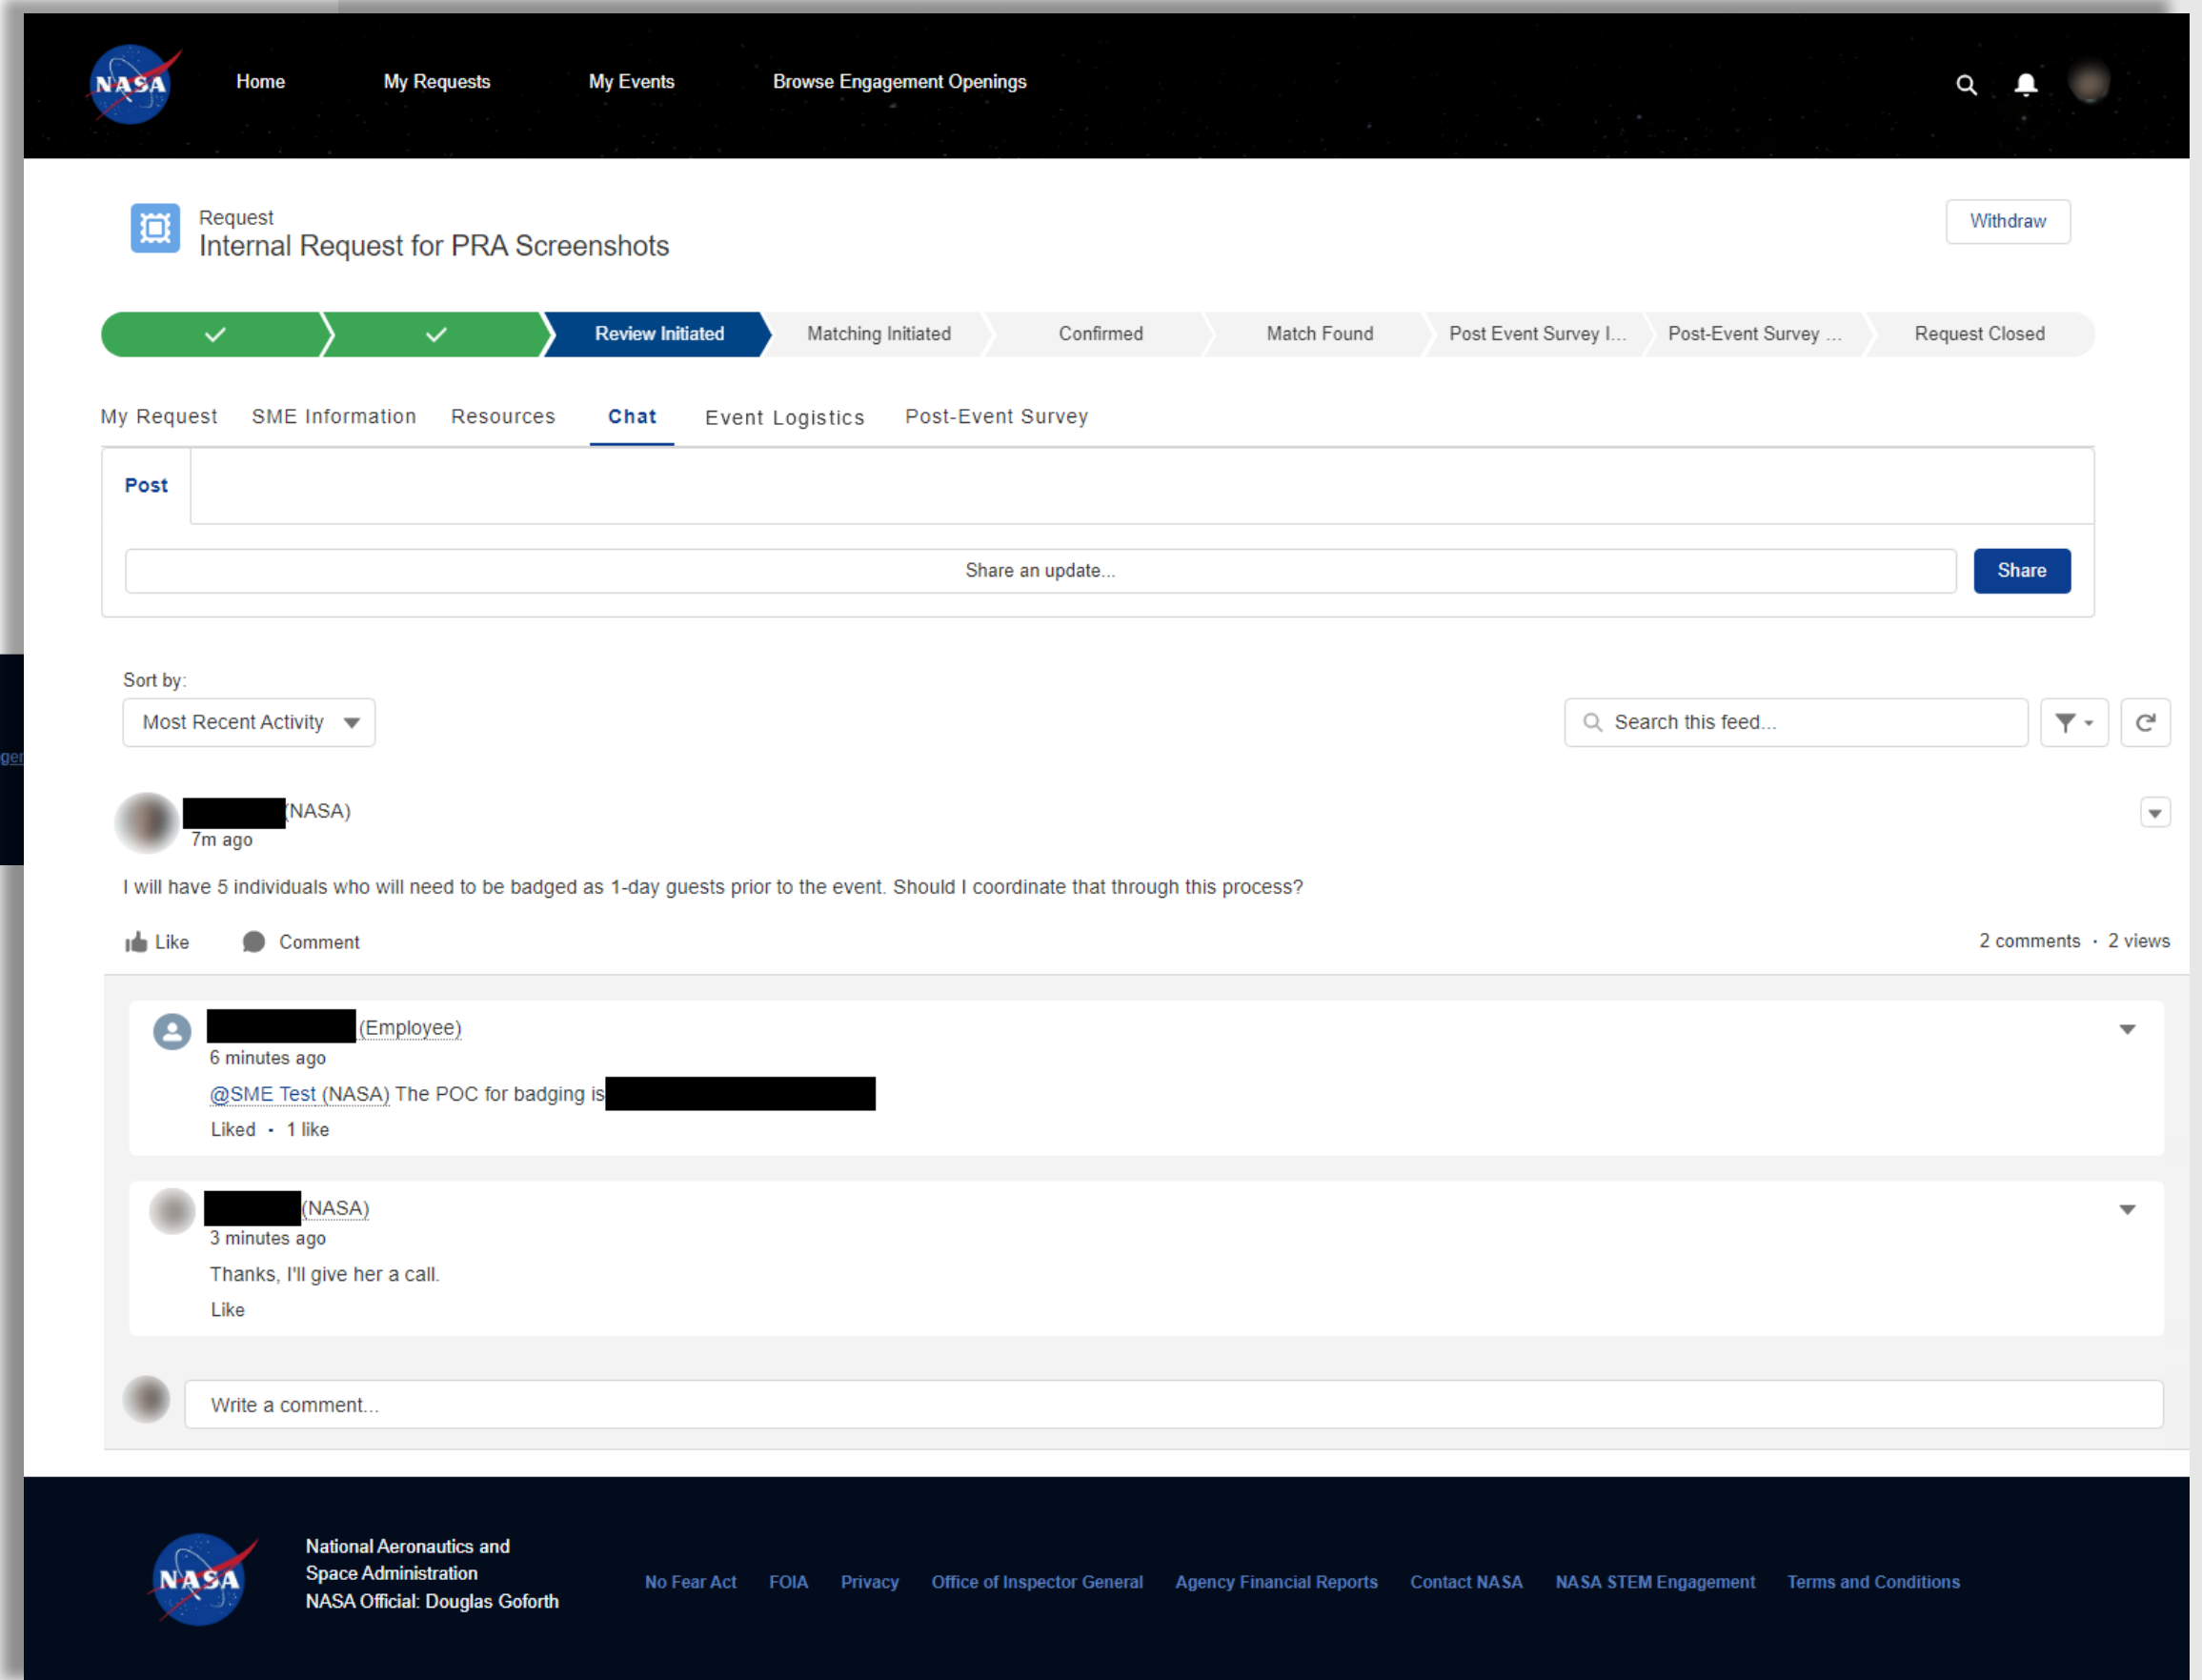 NASA
Home My Requests My Events Browse Engagement Openings
Request
Internal Request for PRA Screenshots
Withdraw
Review Initiated Matching Initiated Confirmed Match Found Post Event Survey I... Post-Event Survey ... Request Closed
My Request SME Information Resources Chat Event Logistics Post-Event Survey
Post
Share an update...
Share
Sort by:
Most Recent Activity
Search this feed...
(NASA)
7m ago
I will have 5 individuals who will need to be badged as 1-day guests prior to the event. Should I coordinate that through this process?
Like Comment
2 comments · 2 views
(Employee)
6 minutes ago
@SME Test (NASA) The POC for badging is
Liked · 1 like
(NASA)
3 minutes ago
Thanks, I'll give her a call.
Like
Write a comment...
NASA
National Aeronautics and
Space Administration
NASA Official: Douglas Goforth
No Fear Act FOIA Privacy Office of Inspector General Agency Financial Reports Contact NASA NASA STEM Engagement Terms and Conditions